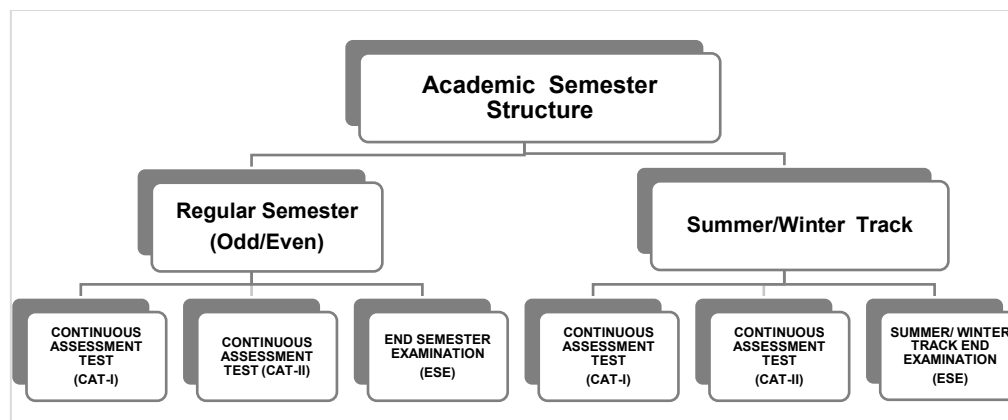 Academic Semester
Structure
Regular Semester
(Odd/Even)
Summer/Winter Track
CONTINUOUS
ASSESSMENT
TEST
(CAT-I)
CONTINUOUS
ASSESSMENT
TEST (CAT-II)
END SEMESTER
EXAMINATION
(ESE)
CONTINUOUS
ASSESSMENT
TEST
(CAT-I)
CONTINUOUS
ASSESSMENT
TEST
(CAT-II)
SUMMER/ WINTER
TRACK END
EXAMINATION
(ESE)